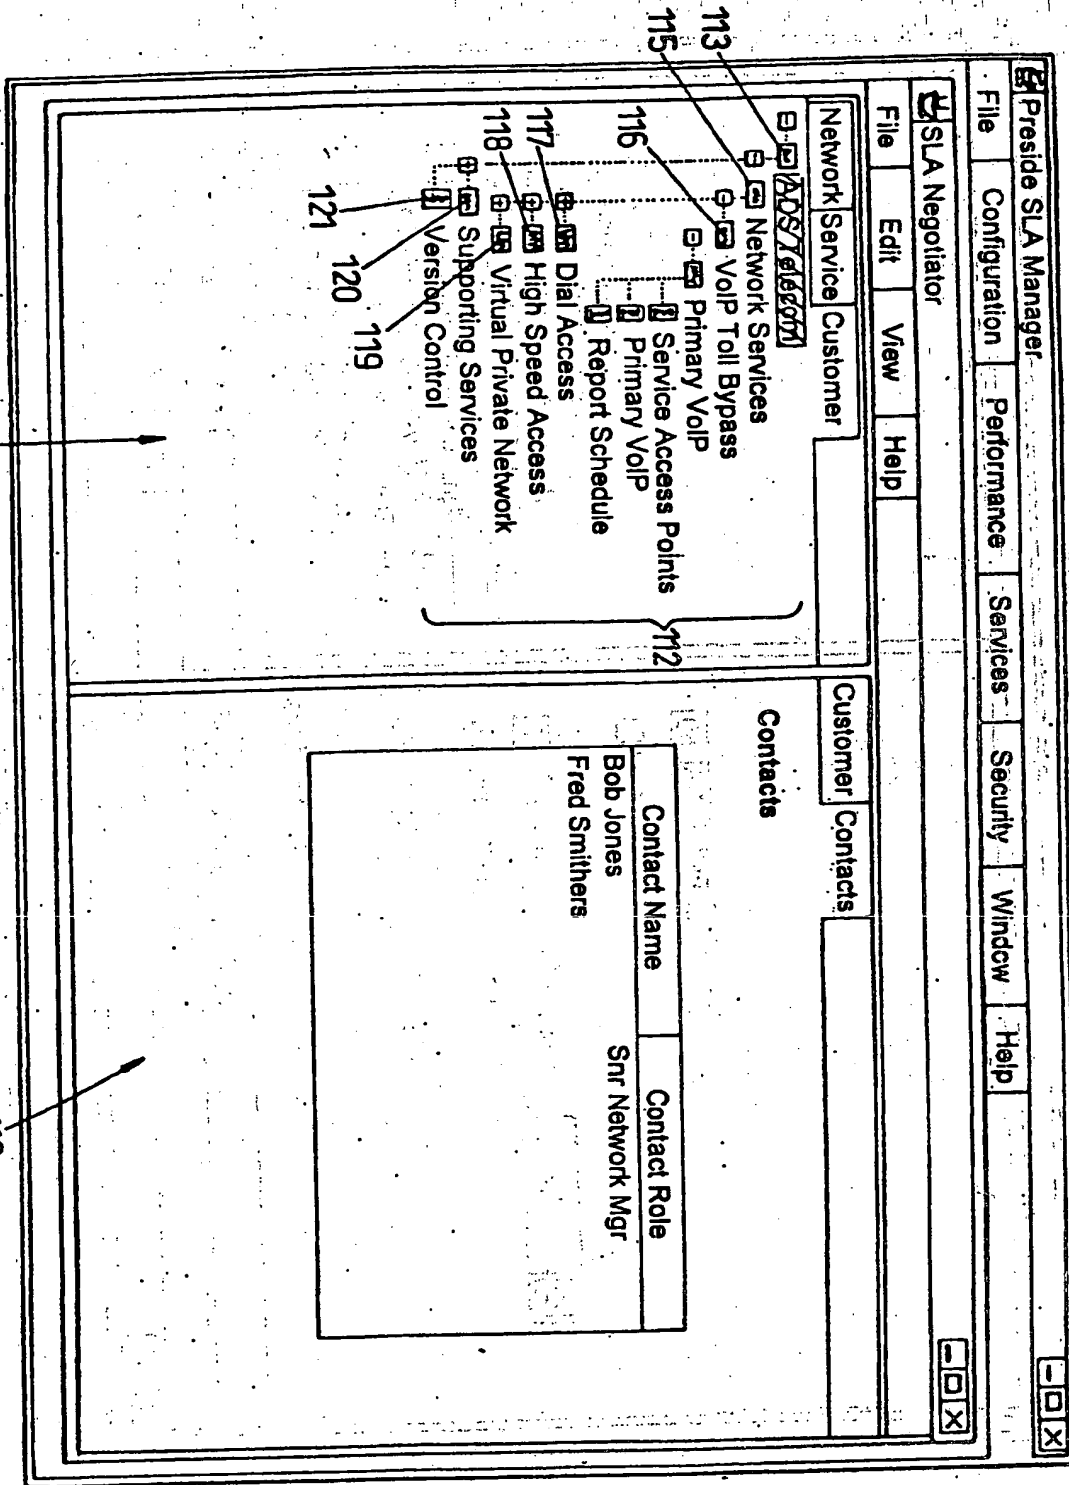 Preside SLA Manager
File Configuration Performance Services Security Window Help
SLA Negotiator
File Edit View Help
Network Service Customer
ADS Telecom
Network Services
VoIP Toll Bypass
Primary VoIP
Service Access Points
Primary VoIP
Report Schedule
Dial Access
High Speed Access
Virtual Private Network
Supporting Services
Version Control
113
115
116
117
118
119
120
121
112
Customer Contacts
Contacts
Contact Name Contact Role
Bob Jones Snr Network Mgr
Fred Smithers